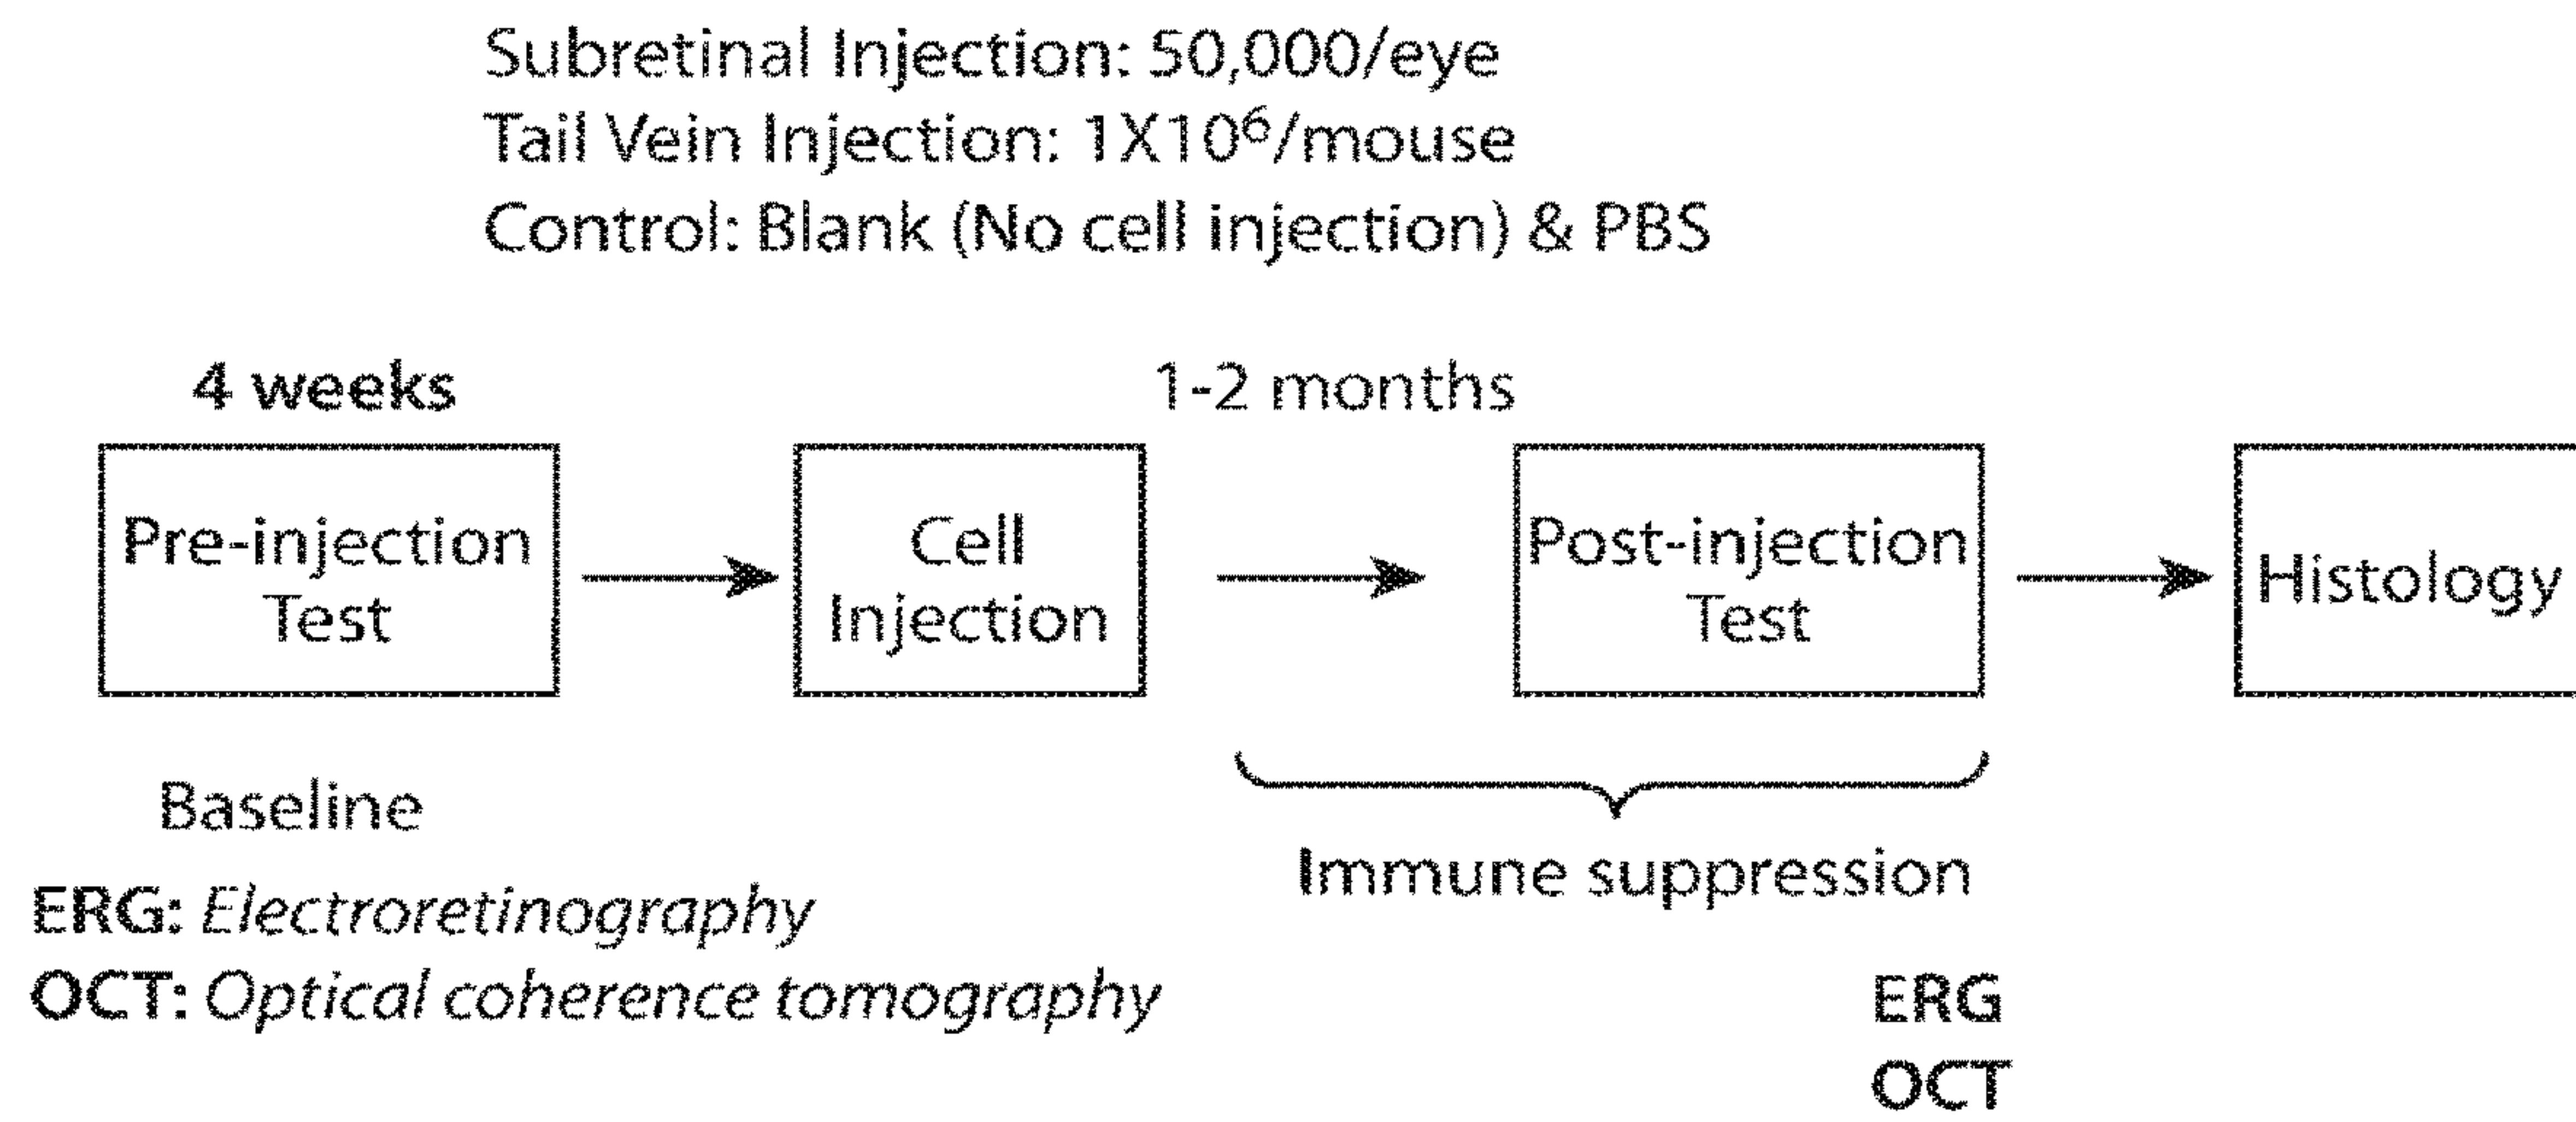 Subretinal Injection: 50,000/eye
Tail Vein Injection: 1X10⁶/mouse
Control: Blank (No cell injection) & PBS
4 weeks
1-2 months
Pre-injection
Test
Cell
Injection
Post-injection
Test
Histology
Baseline
ERG: Electroretinography
OCT: Optical coherence tomography
Immune suppression
ERG
OCT